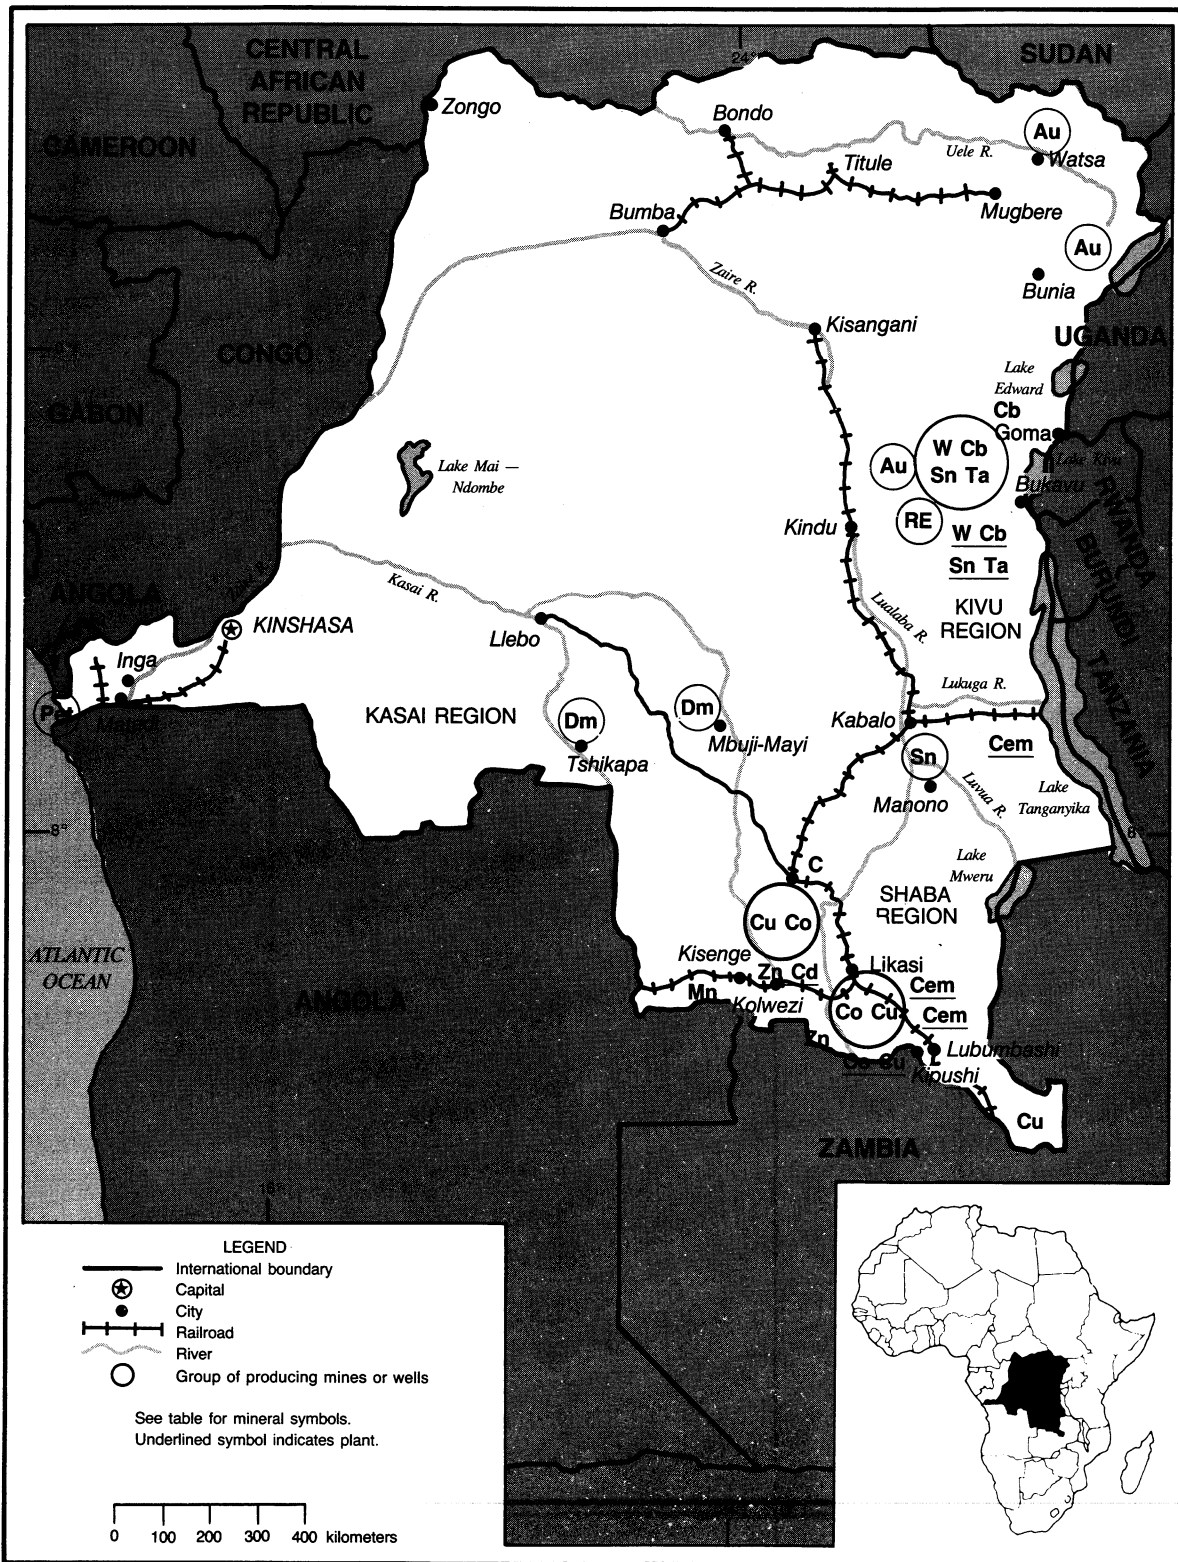 CENTRAL
AFRICAN
REPUBLIC
24°
SUDAN
CAMEROON
Zongo
Bondo
Au
Watsa
Uele R.
Titule
Mugbere
Bumba
Au
Bunia
Zaire R.
Kisangani
UGANDA
CONGO
GABON
Lake
Edward
Cb
Goma
W Cb
Sn Ta
Au
Lake Kivu
Bukavu
Lake Mai —
Ndombe
RE
W Cb
Sn Ta
RWANDA
BURUNDI
Kindu
KIVU
REGION
Lualaba R.
Kasai R.
ANGOLA
KINSHASA
Llebo
Inga
Matadi
KASAI REGION
Dm
Tshikapa
Dm
Mbuji-Mayi
Lukuga R.
Kabalo
Cem
TANZANIA
Sn
Manono
Luvua R.
Lake
Tanganyika
8°
8°
C
Lake
Mweru
SHABA
REGION
Cu Co
ATLANTIC
OCEAN
ANGOLA
Kisenge
Zn Cd
Likasi
Cem
Mn
Kolwezi
Co Cu
Cem
Zn
Co Cu
Lubumbashi
Kipushi
Cu
ZAMBIA
LEGEND
International boundary
Capital
City
Railroad
River
Group of producing mines or wells
See table for mineral symbols.
Underlined symbol indicates plant.
0 100 200 300 400 kilometers